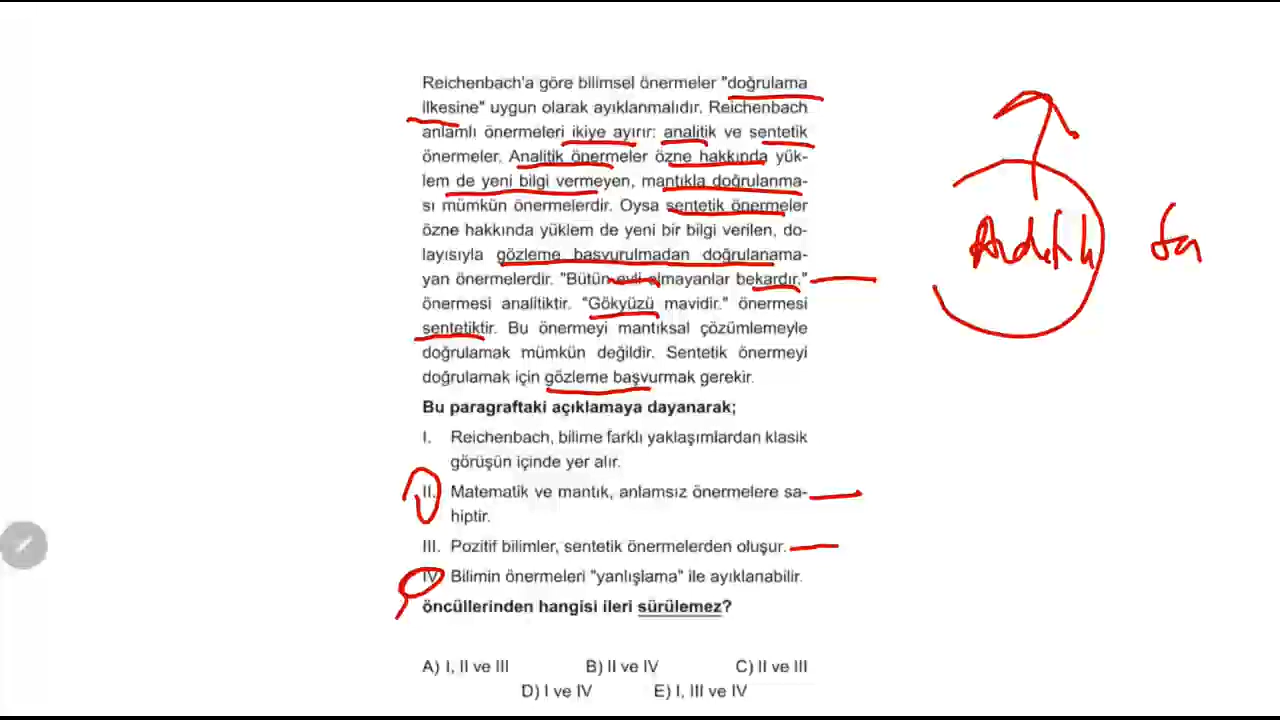 Reichenbach'a göre bilimsel önermeler "doğrulama
ilkesine" uygun olarak ayıklanmalıdır. Reichenbach
anlamlı önermeleri ikiye ayırır: analitik ve sentetik
önermeler. Analitik önermeler özne hakkında yük-
lem de yeni bilgi vermeyen, mantıkla doğrulanma-
sı mümkün önermelerdir. Oysa sentetik önermeler
özne hakkında yüklem de yeni bir bilgi verilen, do-
layısıyla gözleme başvurulmadan doğrulanama-
yan önermelerdir. "Bütün evli olmayanlar bekardır."
önermesi analitiktir. "Gökyüzü mavidir." önermesi
sentetiktir. Bu önermeyi mantıksal çözümlemeyle
doğrulamak mümkün değildir. Sentetik önermeyi
doğrulamak için gözleme başvurmak gerekir.
Bu paragraftaki açıklamaya dayanarak;
I. Reichenbach, bilime farklı yaklaşımlardan klasik
görüşün içinde yer alır.
II. Matematik ve mantık, anlamsız önermelere sa-
hiptir.
III. Pozitif bilimler, sentetik önermelerden oluşur.
IV. Bilimin önermeleri "yanlışlama" ile ayıklanabilir.
öncüllerinden hangisi ileri sürülemez?
A) I, II ve III B) II ve IV C) II ve III
D) I ve IV E) I, III ve IV